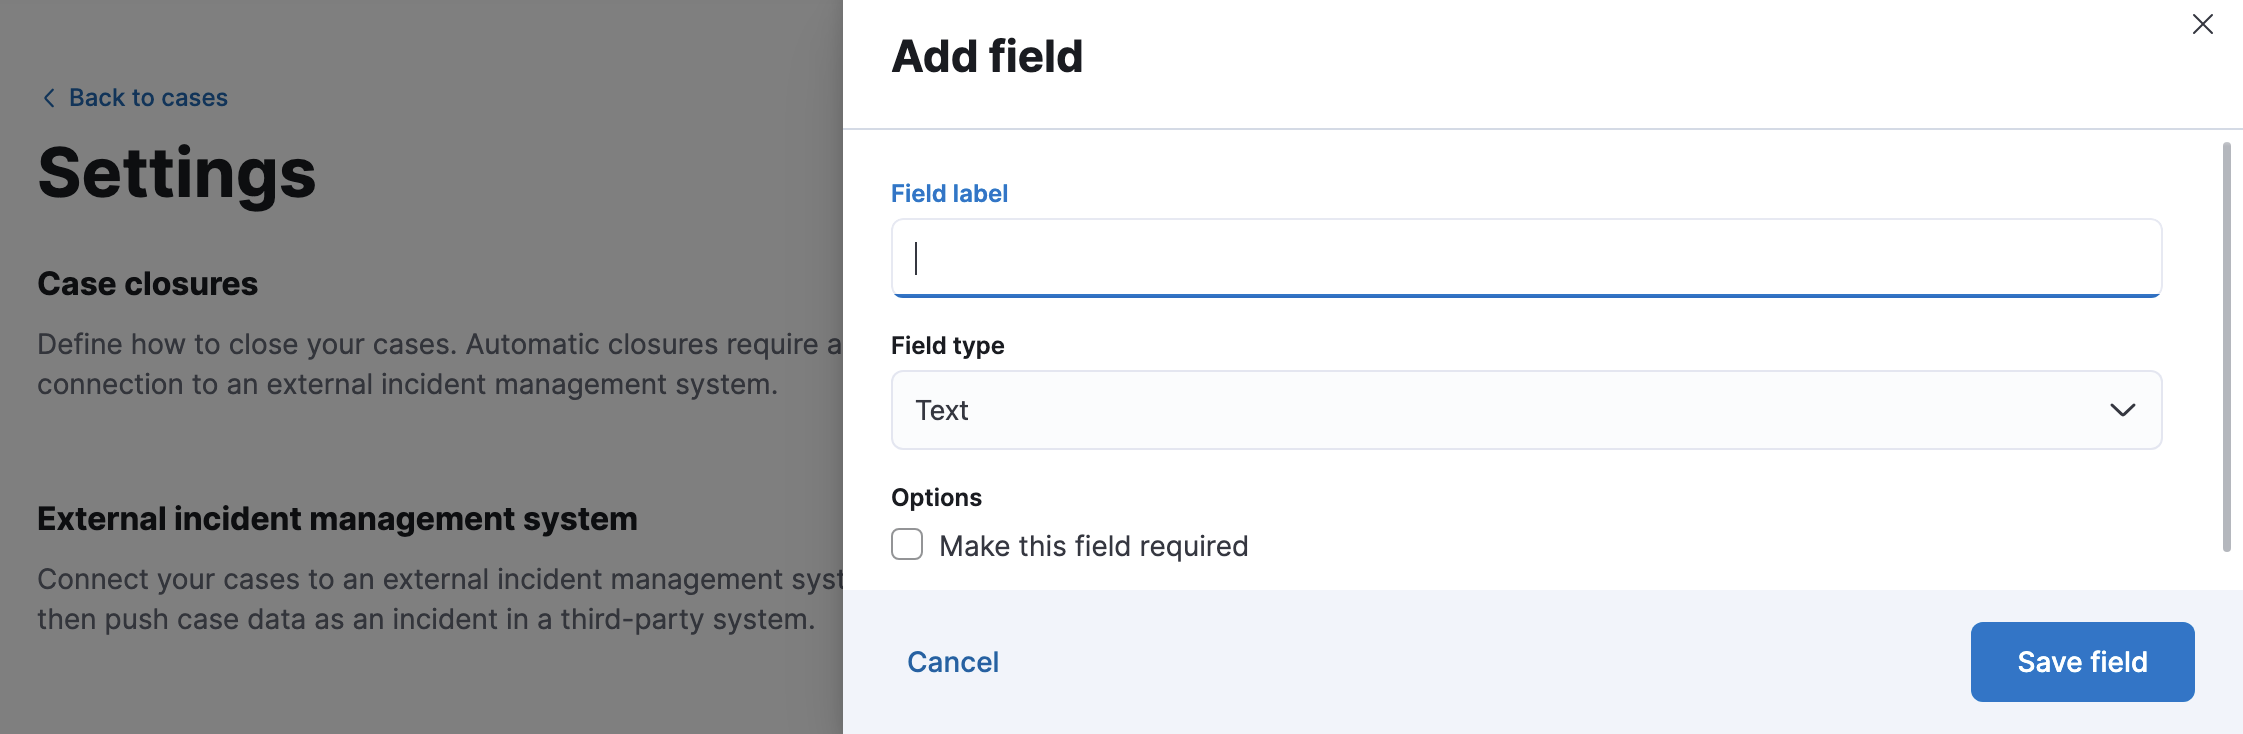 Back to cases
Settings
Case closures
Define how to close your cases. Automatic closures require a
connection to an external incident management system.
External incident management system
Connect your cases to an external incident management syst
then push case data as an incident in a third-party system.
Add field
Field label
Field type
Text
Options
Make this field required
Cancel
Save field